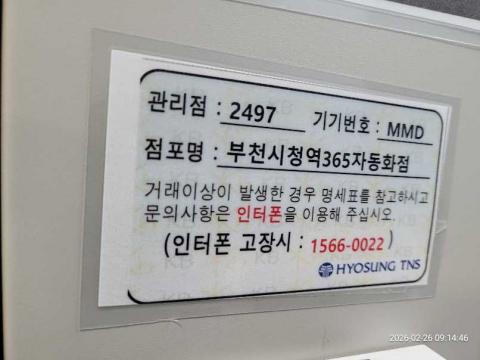 관리점 : 2497 기기번호 : MMD
점포명 : 부천시청역365자동화점
거래이상이 발생한 경우 명세표를 참고하시고
문의사항은 인터폰을 이용해 주십시오.
(인터폰 고장시 : 1566-0022)
HYOSUNG TNS
2026-02-26 09:14:46